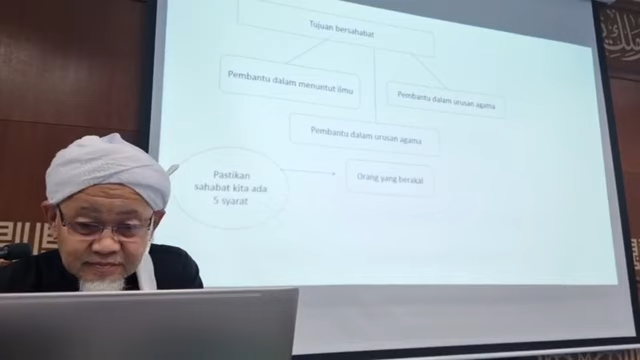 Tujuan bersahabat
Pembantu dalam menuntut ilmu
Pembantu dalam urusan agama
Pembantu dalam urusan agama
Pastikan
sahabat kita ada
5 syarat
Orang yang berakal